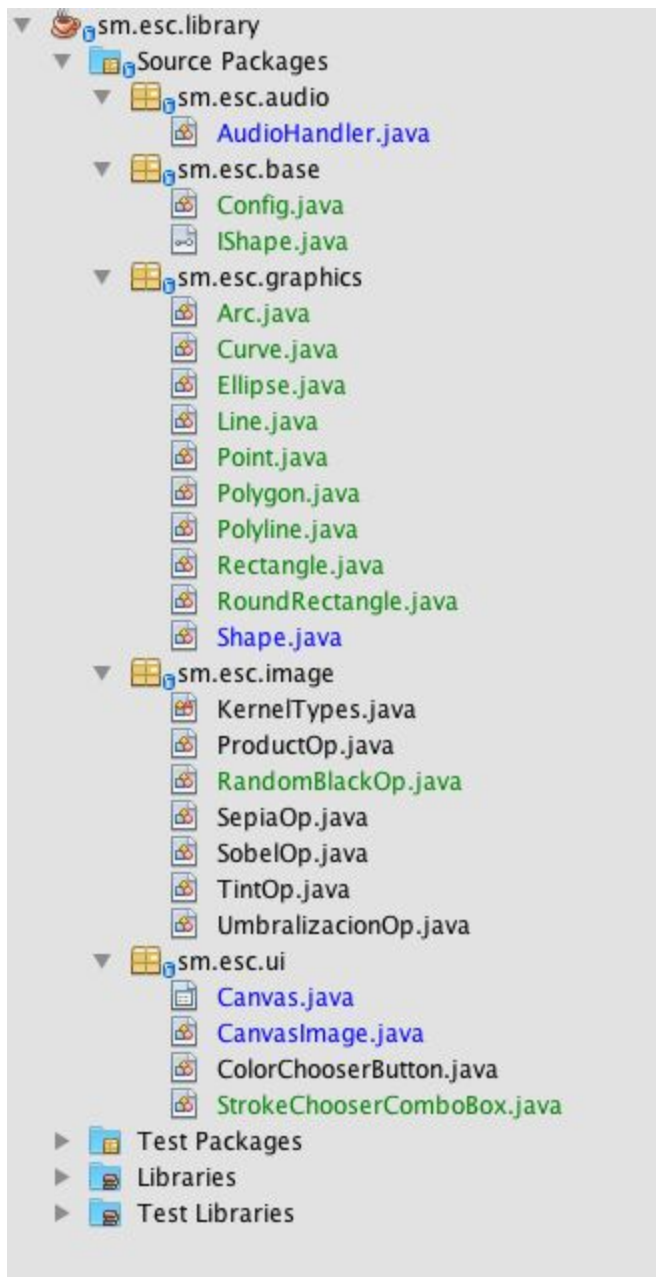 sm.esc.library
Source Packages
sm.esc.audio
AudioHandler.java
sm.esc.base
Config.java
IShape.java
sm.esc.graphics
Arc.java
Curve.java
Ellipse.java
Line.java
Point.java
Polygon.java
Polyline.java
Rectangle.java
RoundRectangle.java
Shape.java
sm.esc.image
KernelTypes.java
ProductOp.java
RandomBlackOp.java
SepiaOp.java
SobelOp.java
TintOp.java
UmbralizacionOp.java
sm.esc.ui
Canvas.java
CanvasImage.java
ColorChooserButton.java
StrokeChooserComboBox.java
Test Packages
Libraries
Test Libraries